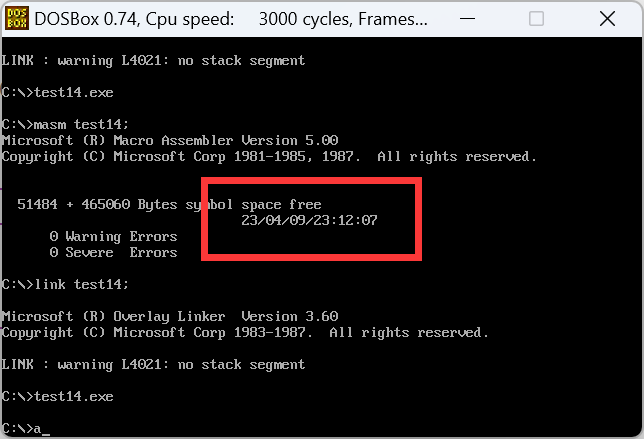 DOSBox 0.74, Cpu speed: 3000 cycles, Frames...
LINK : warning L4021: no stack segment
C:\>test14.exe
C:\>masm test14;
Microsoft (R) Macro Assembler Version 5.00
Copyright (C) Microsoft Corp 1981-1985, 1987. All rights reserved.
51484 + 465060 Bytes symbol space free
23/04/09/23:12:07
0 Warning Errors
0 Severe Errors
C:\>link test14;
Microsoft (R) Overlay Linker Version 3.60
Copyright (C) Microsoft Corp 1983-1987. All rights reserved.
LINK : warning L4021: no stack segment
C:\>test14.exe
C:\>a_